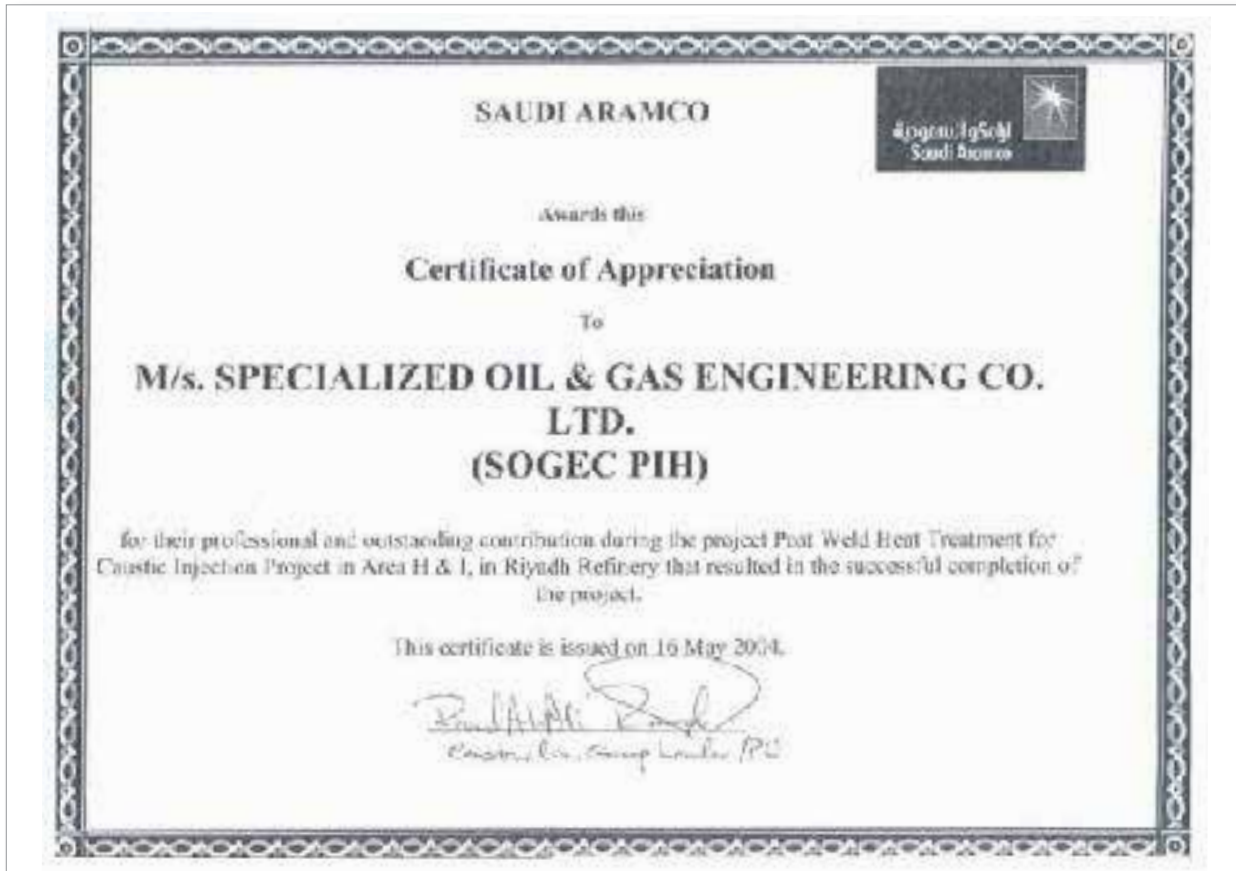 SAUDI ARAMCO
Saudi Aramco
Awards this
Certificate of Appreciation
To
M/s. SPECIALIZED OIL & GAS ENGINEERING CO.
LTD.
(SOGEC PIH)
for their professional and outstanding contribution during the project Post Weld Heat Treatment for
Caustic Injection Project in Area H & I, in Riyadh Refinery that resulted in the successful completion of
the project.
This certificate is issued on 16 May 2004.
Group Leader